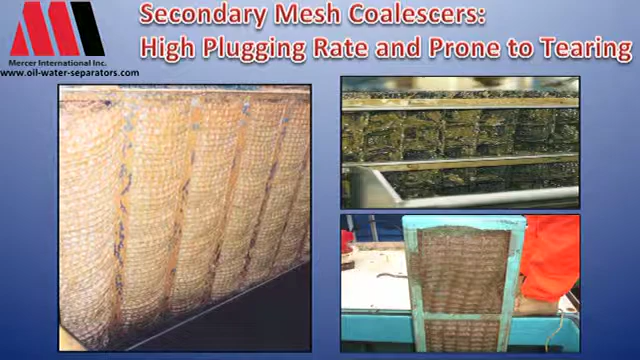 Secondary Mesh Coalescers:
High Plugging Rate and Prone to Tearing
Mercer International Inc.
www.oil-water-separators.com